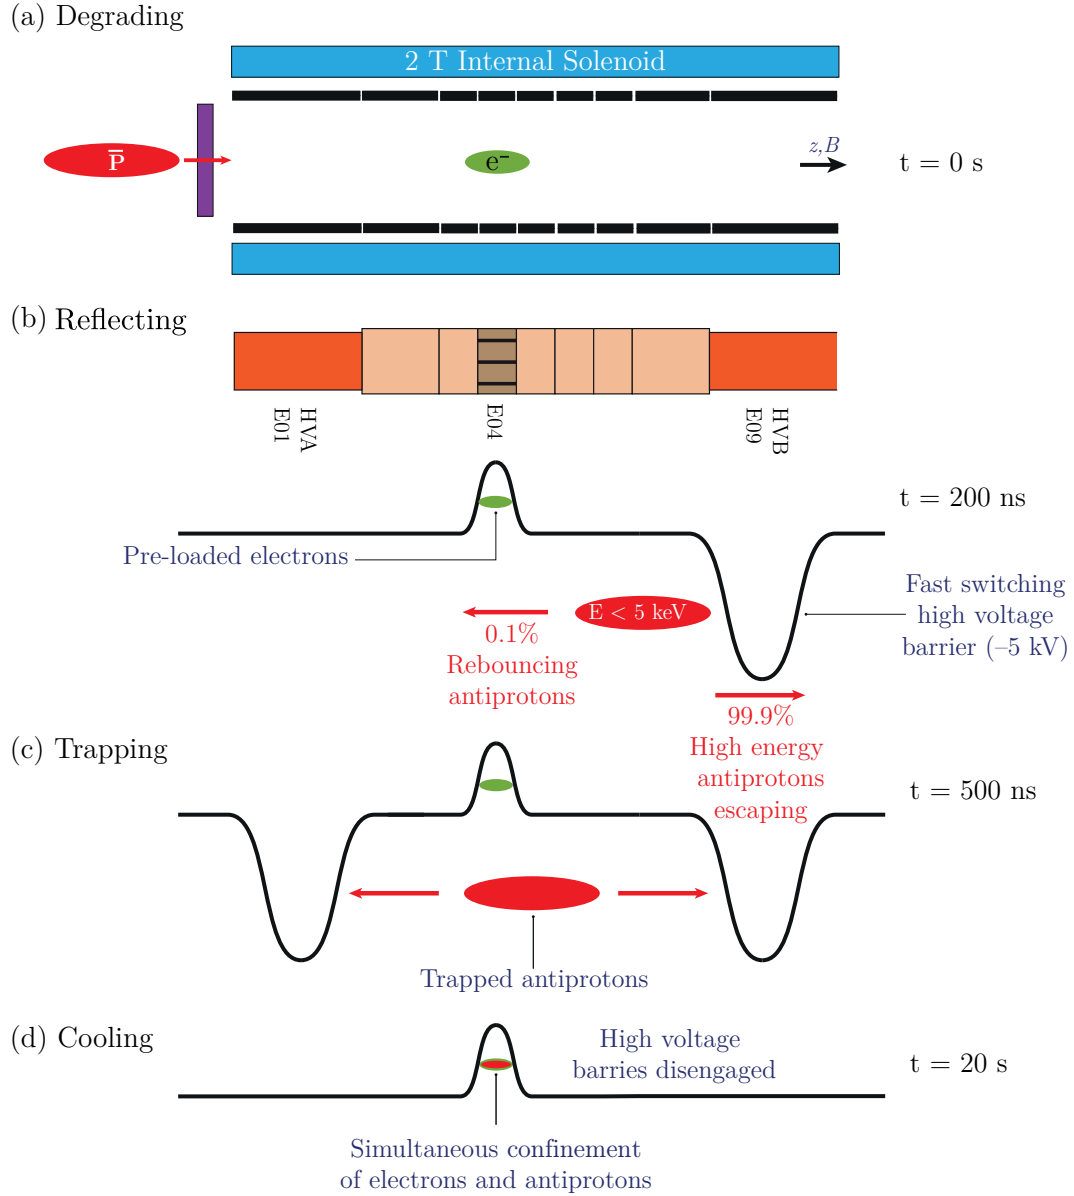 (a) Degrading
2 T Internal Solenoid
p̅
e⁻
z,B
t = 0 s
(b) Reflecting
E01
HVA
E04
E09
HVB
t = 200 ns
Pre-loaded electrons
E < 5 keV
0.1%
Rebouncing
antiprotons
Fast switching
high voltage
barrier (–5 kV)
99.9%
High energy
antiprotons
escaping
(c) Trapping
t = 500 ns
Trapped antiprotons
(d) Cooling
High voltage
barries disengaged
t = 20 s
Simultaneous confinement
of electrons and antiprotons